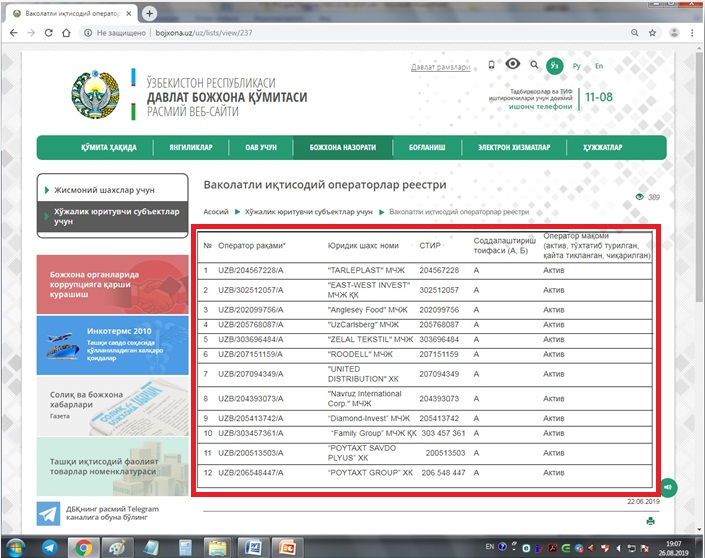 Ваколатли иқтисодий оператор
Не защищено | bojxona.uz/uz/lists/view/237
ЎЗБЕКИСТОН РЕСПУБЛИКАСИ
ДАВЛАТ БОЖХОНА ҚЎМИТАСИ
РАСМИЙ ВЕБ-САЙТИ
Давлат рамзлари
Ўз Ру En
Тадбиркорлар ва ТИФ
иштирокчилари учун доимий
ишонч телефони
11-08
ҚЎМИТА ҲАҚИДА ЯНГИЛИКЛАР ОАВ УЧУН БОЖХОНА НАЗОРАТИ БОҒЛАНИШ ЭЛЕКТРОН ХИЗМАТЛАР ҲУЖЖАТЛАР
Жисмоний шахслар учун
Хўжалик юритувчи субъектлар
учун
Божхона органларида
коррупцияга қарши
курашиш
Инкотермс 2010
Ташқи савдо соҳасида
қўлланиладиган халқаро
қоидалар
Солиқ ва божхона
хабарлари
Газета
Ташқи иқтисодий фаолият
товарлар номенклатураси
ДБҚнинг расмий Telegram
каналига обуна бўлинг
Ваколатли иқтисодий операторлар реестри
389
Асосий Хўжалик юритувчи субъектлар учун Ваколатли иқтисодий операторлар реестри
№ Оператор рақами* Юридик шахс номи СТИР Соддалаштириш тоифаси (А, Б) Оператор мақоми (актив, тўхтатиб турилган, қайта тикланган, чиқарилган)
1 UZB/204567228/A "TARLEPLAST" МЧЖ 204567228 А Актив
2 UZB/302512057/A "EAST-WEST INVEST" МЧЖ ҚК 302512057 А Актив
3 UZB/202099756/A "Anglesey Food" МЧЖ 202099756 А Актив
4 UZB/205768087/A "UzCarlsberg" МЧЖ 205768087 А Актив
5 UZB/303696484/A "ZELAL TEKSTIL" МЧЖ 303696484 А Актив
6 UZB/207151159/A "ROODELL" МЧЖ 207151159 А Актив
7 UZB/207094349/A "UNITED DISTRIBUTION" ХК 207094349 А Актив
8 UZB/204393073/A "Navruz International Corp." МЧЖ 204393073 А Актив
9 UZB/205413742/A "Diamond-Invest" МЧЖ 205413742 А Актив
10 UZB/303457361/A "Family Group" МЧЖ ҚК 303 457 361 А Актив
11 UZB/200513503/A "POYTAXT SAVDO PLYUS" ХК 200513503 А Актив
12 UZB/206548447/A "POYTAXT GROUP" ХК 206 548 447 А Актив
22.06.2019
EN
19:07
26.08.2019